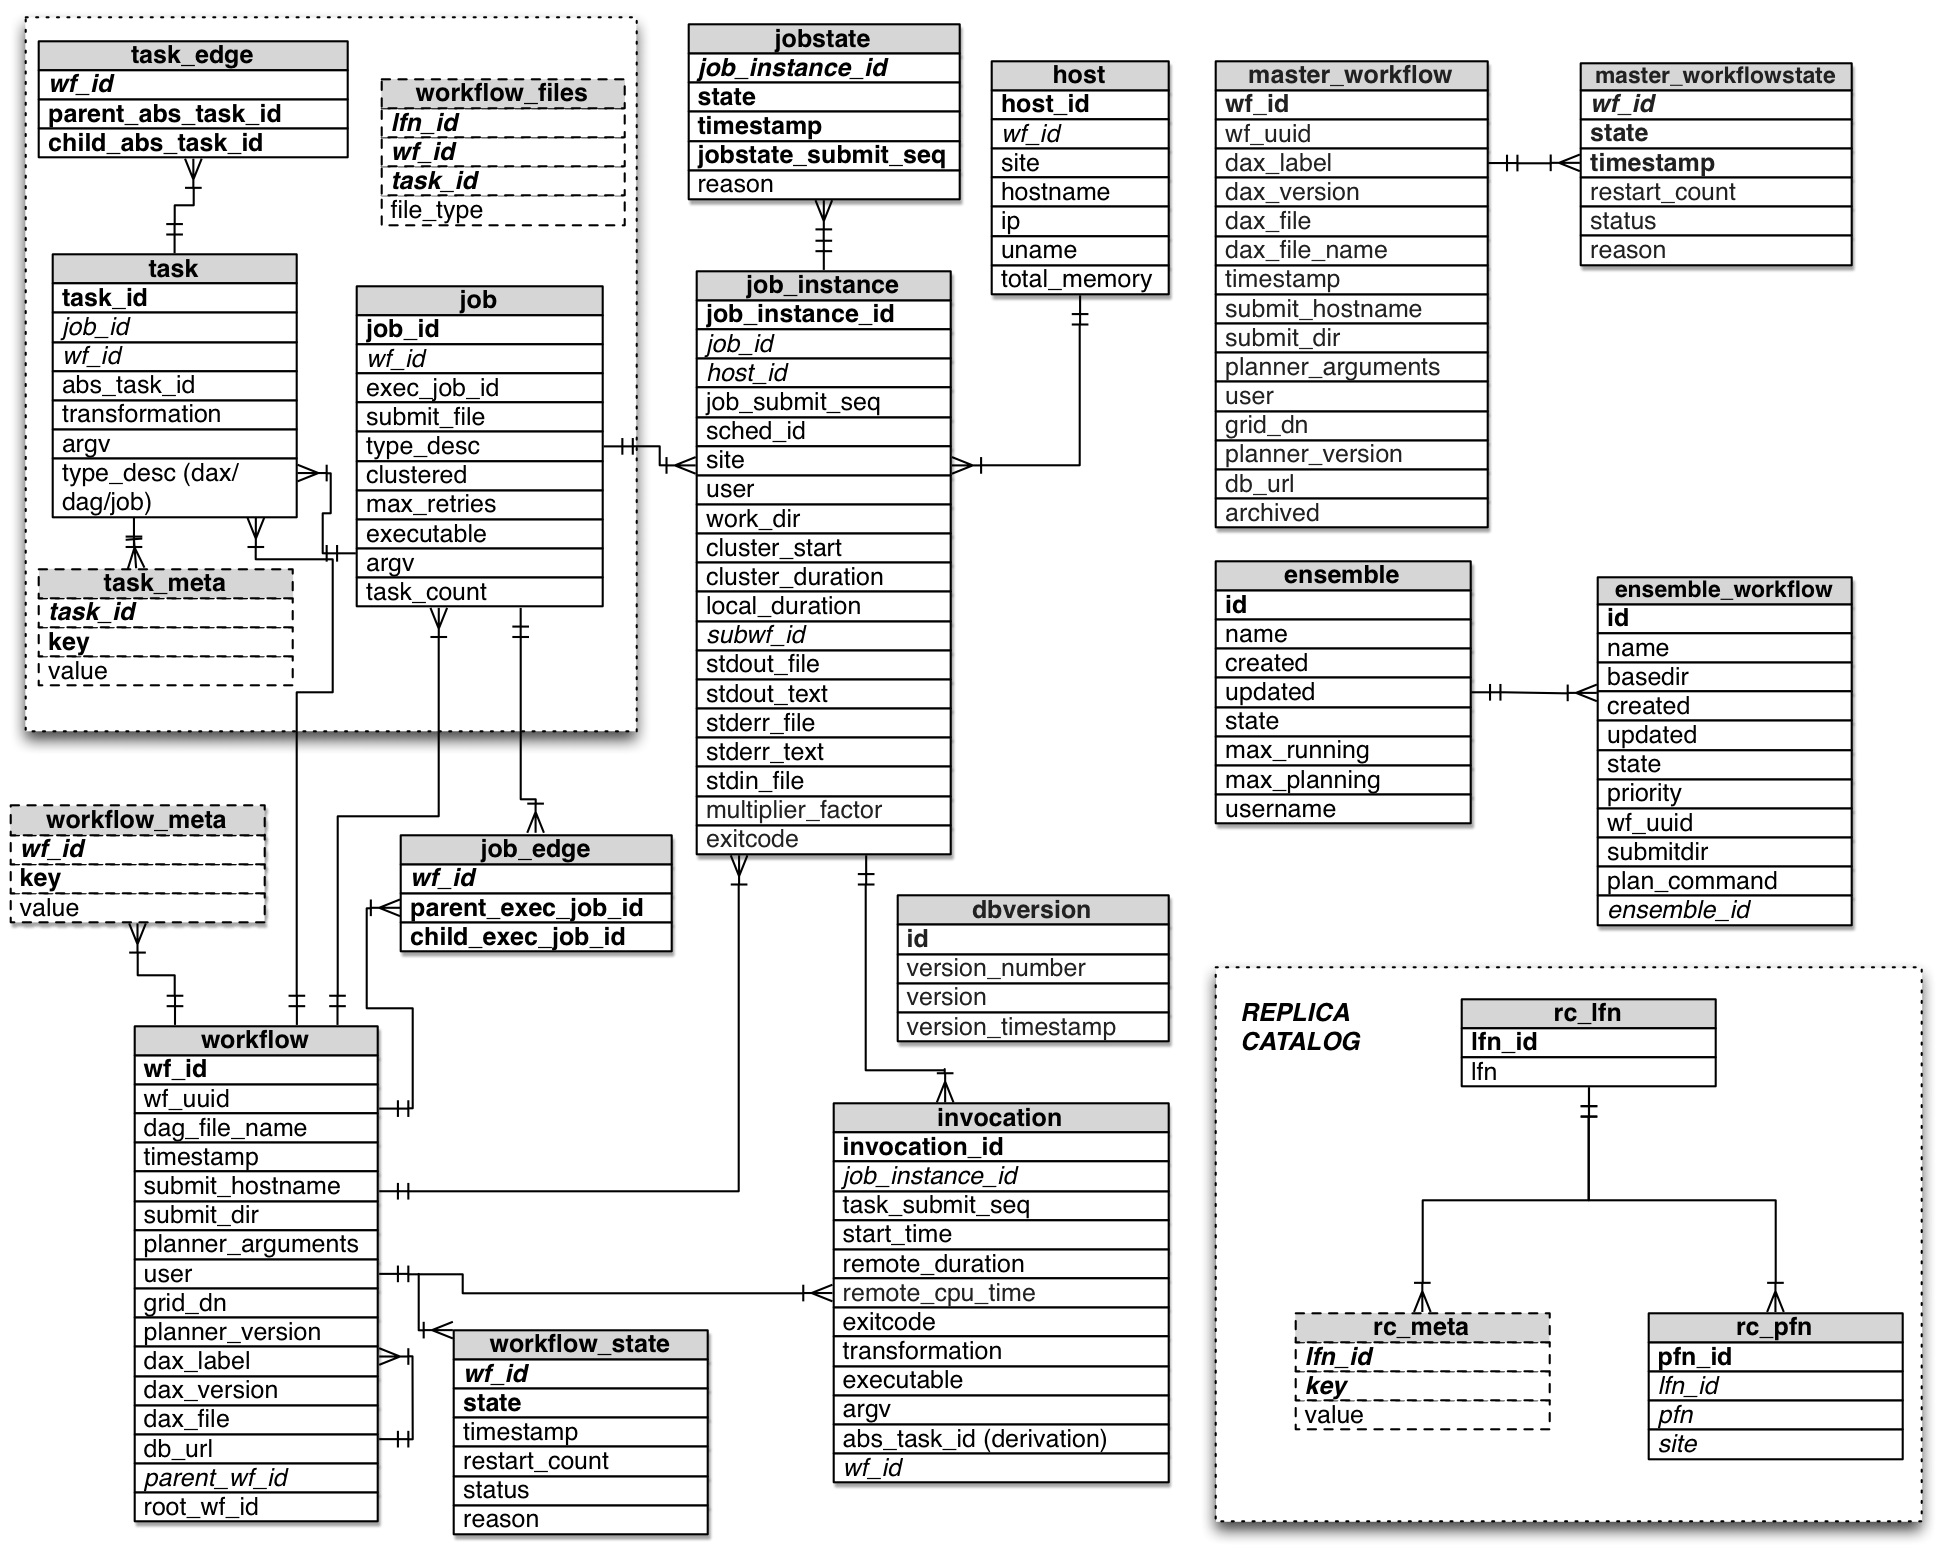 task_edge
wf_id
parent_abs_task_id
child_abs_task_id
workflow_files
lfn_id
wf_id
task_id
file_type
jobstate
job_instance_id
state
timestamp
jobstate_submit_seq
reason
host
host_id
wf_id
site
hostname
ip
uname
total_memory
master_workflow
wf_id
wf_uuid
dax_label
dax_version
dax_file
dax_file_name
timestamp
submit_hostname
submit_dir
planner_arguments
user
grid_dn
planner_version
db_url
archived
master_workflowstate
wf_id
state
timestamp
restart_count
status
reason
task
task_id
job_id
wf_id
abs_task_id
transformation
argv
type_desc (dax/
dag/job)
job
job_id
wf_id
exec_job_id
submit_file
type_desc
clustered
max_retries
executable
argv
task_count
job_instance
job_instance_id
job_id
host_id
job_submit_seq
sched_id
site
user
work_dir
cluster_start
cluster_duration
local_duration
subwf_id
stdout_file
stdout_text
stderr_file
stderr_text
stdin_file
multiplier_factor
exitcode
task_meta
task_id
key
value
ensemble
id
name
created
updated
state
max_running
max_planning
username
ensemble_workflow
id
name
basedir
created
updated
state
priority
wf_uuid
submitdir
plan_command
ensemble_id
workflow_meta
wf_id
key
value
job_edge
wf_id
parent_exec_job_id
child_exec_job_id
dbversion
id
version_number
version
version_timestamp
workflow
wf_id
wf_uuid
dag_file_name
timestamp
submit_hostname
submit_dir
planner_arguments
user
grid_dn
planner_version
dax_label
dax_version
dax_file
db_url
parent_wf_id
root_wf_id
workflow_state
wf_id
state
timestamp
restart_count
status
reason
invocation
invocation_id
job_instance_id
task_submit_seq
start_time
remote_duration
remote_cpu_time
exitcode
transformation
executable
argv
abs_task_id (derivation)
wf_id
REPLICA
CATALOG
rc_lfn
lfn_id
lfn
rc_meta
lfn_id
key
value
rc_pfn
pfn_id
lfn_id
pfn
site